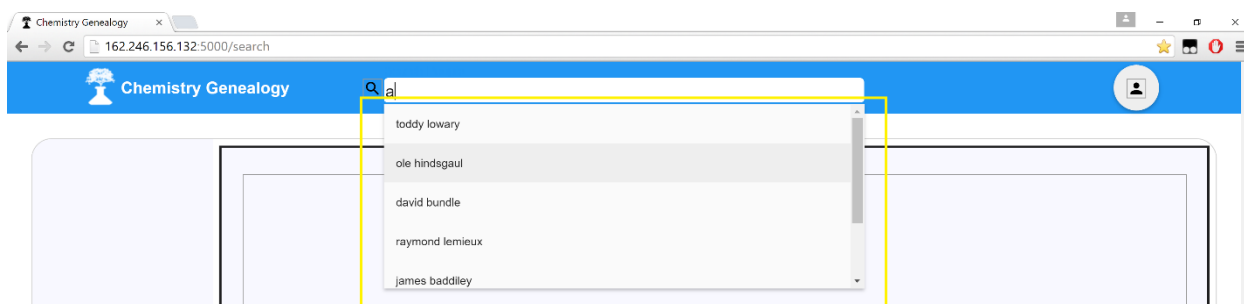 Chemistry Genealogy
162.246.156.132:5000/search
Chemistry Genealogy
a
toddy lowary
ole hindsgaul
david bundle
raymond lemieux
james baddiley